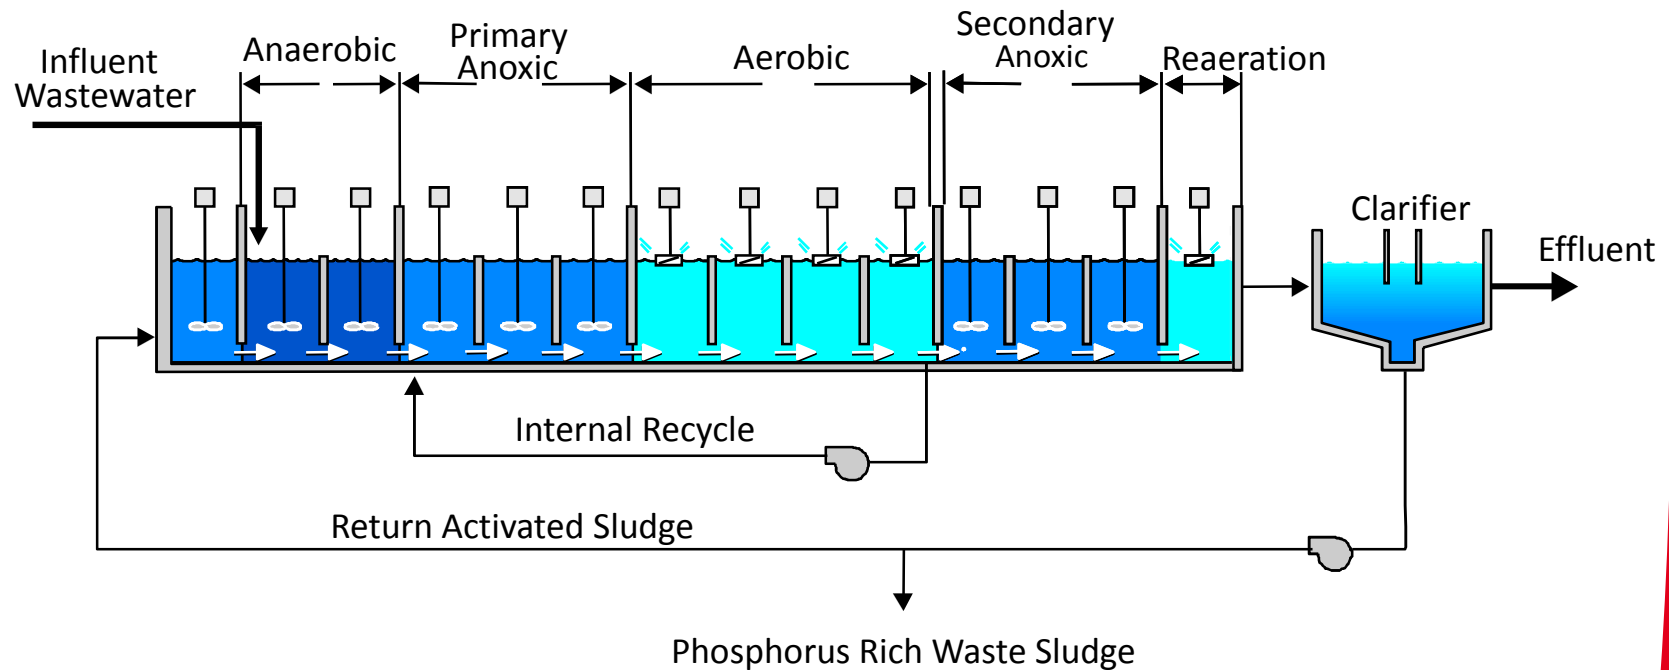 Influent
Wastewater
Anaerobic
Primary
Anoxic
Aerobic
Secondary
Anoxic
Reaeration
Clarifier
Effluent
Internal Recycle
Return Activated Sludge
Phosphorus Rich Waste Sludge